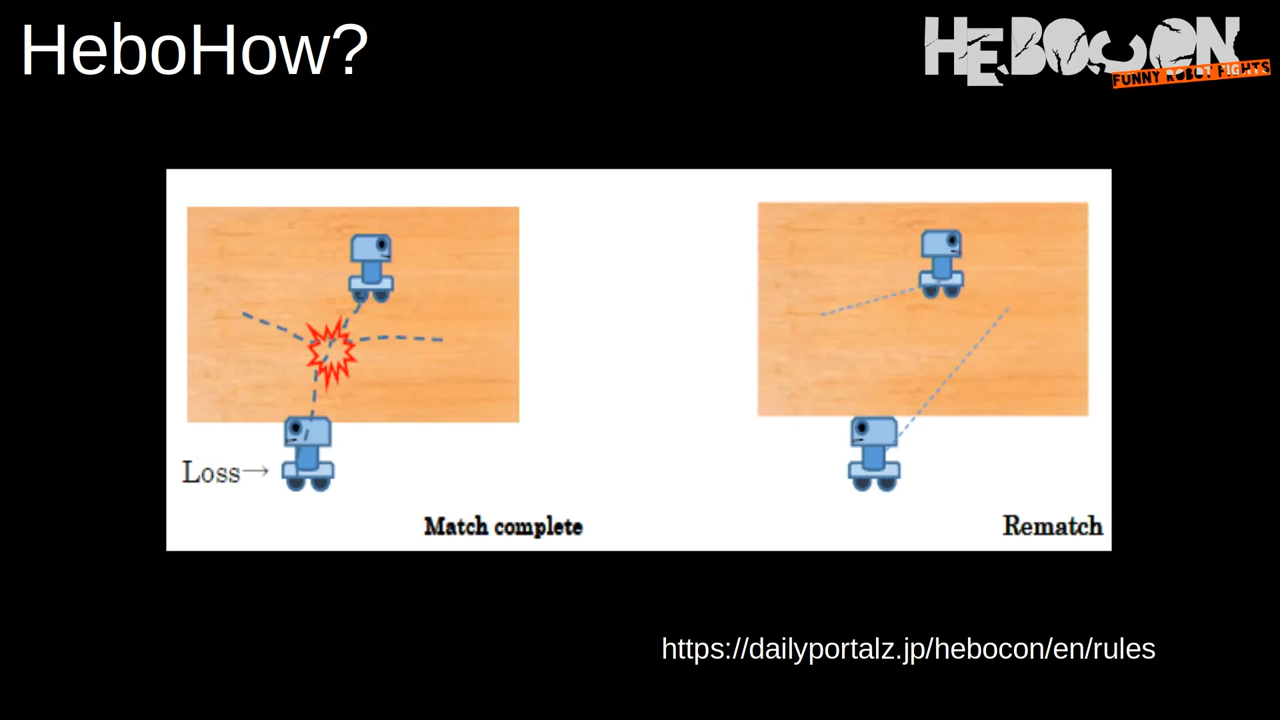 HeboHow?
HEBOCON
FUNNY ROBOT FIGHTS
Loss→
Match complete
Rematch
https://dailyportalz.jp/hebocon/en/rules